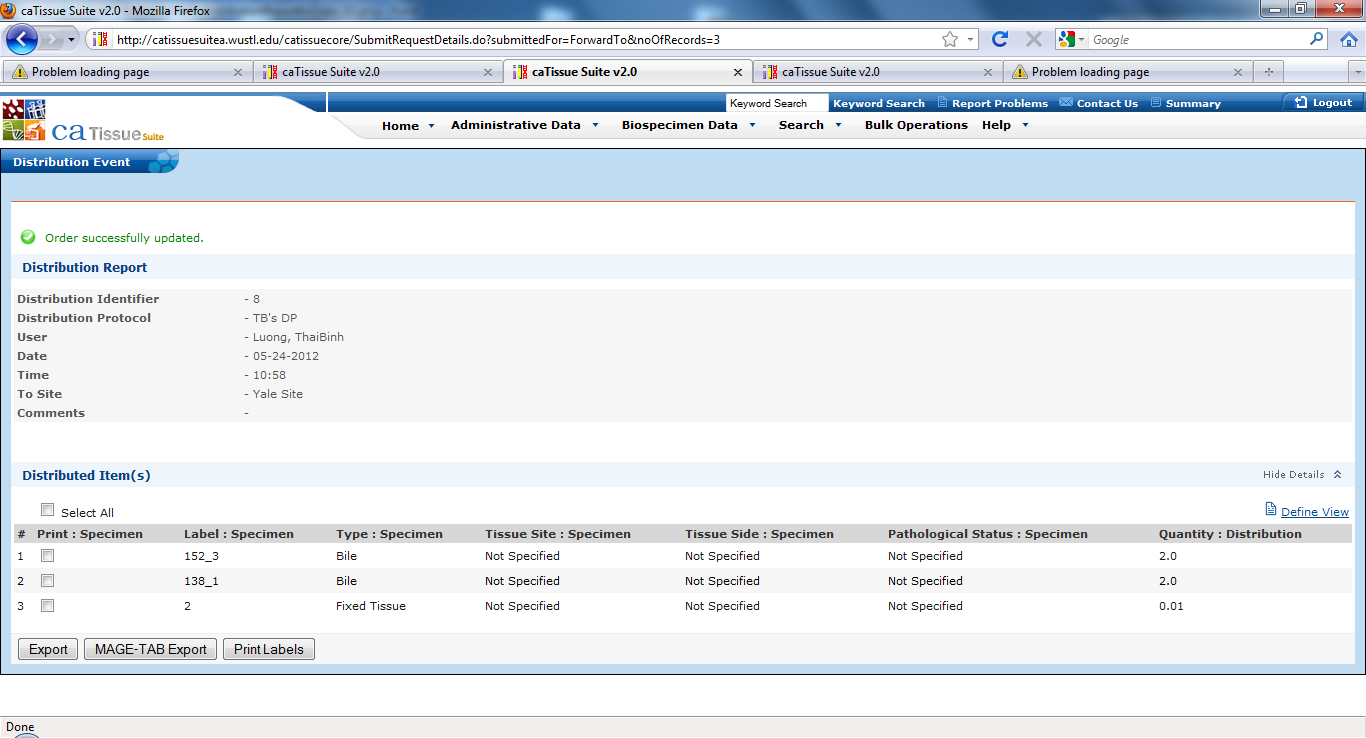 caTissue Suite v2.0 - Mozilla Firefox
http://catissuesuitea.wustl.edu/catissuecore/SubmitRequestDetails.do?submittedFor=ForwardTo&noOfRecords=3 Google
Problem loading page caTissue Suite v2.0 caTissue Suite v2.0 caTissue Suite v2.0 Problem loading page
Keyword Search Keyword Search Report Problems Contact Us Summary Logout
ca Tissue Suite
Home Administrative Data Biospecimen Data Search Bulk Operations Help
Distribution Event
Order successfully updated.
Distribution Report
Distribution Identifier - 8
Distribution Protocol - TB's DP
User - Luong, ThaiBinh
Date - 05-24-2012
Time - 10:58
To Site - Yale Site
Comments -
Distributed Item(s) Hide Details
Select All Define View
# Print : Specimen Label : Specimen Type : Specimen Tissue Site : Specimen Tissue Side : Specimen Pathological Status : Specimen Quantity : Distribution
1 152_3 Bile Not Specified Not Specified Not Specified 2.0
2 138_1 Bile Not Specified Not Specified Not Specified 2.0
3 2 Fixed Tissue Not Specified Not Specified Not Specified 0.01
Export MAGE-TAB Export Print Labels
Done